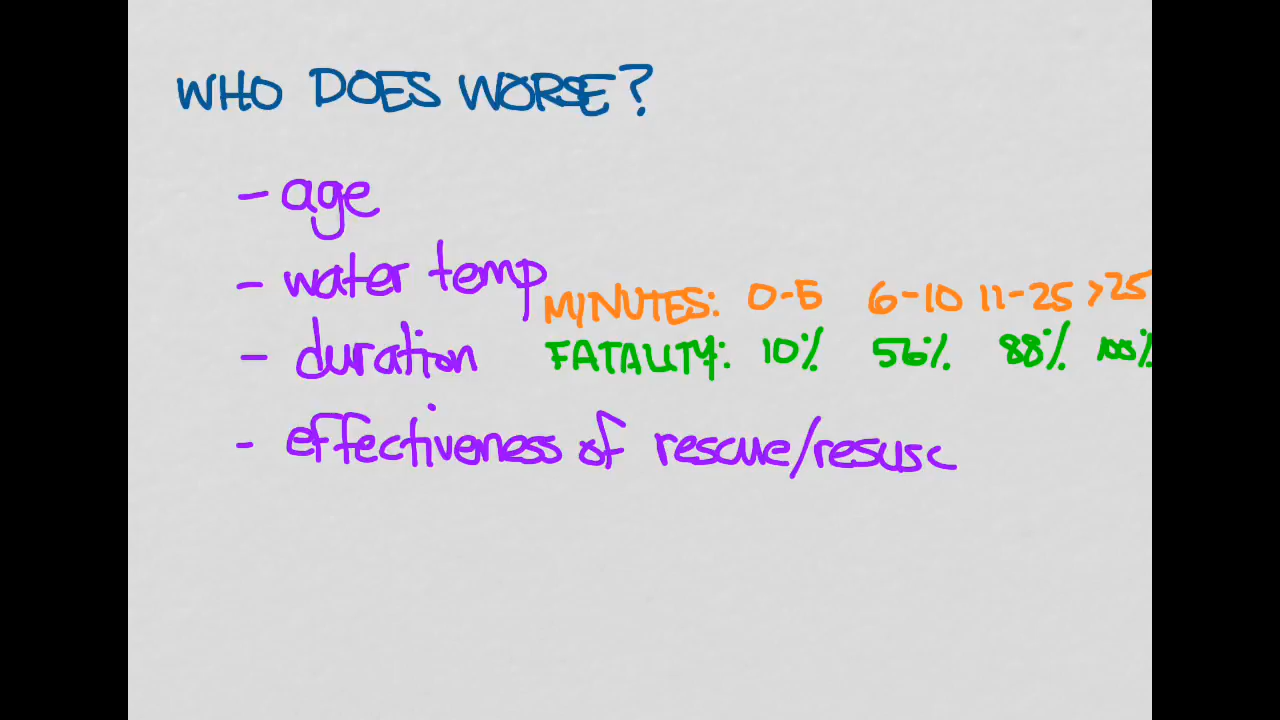 WHO DOES WORSE?
- age
- water temp
MINUTES: 0-5 6-10 11-25 >25
- duration FATALITY: 10% 56% 88% 100%
- effectiveness of rescue/resusc